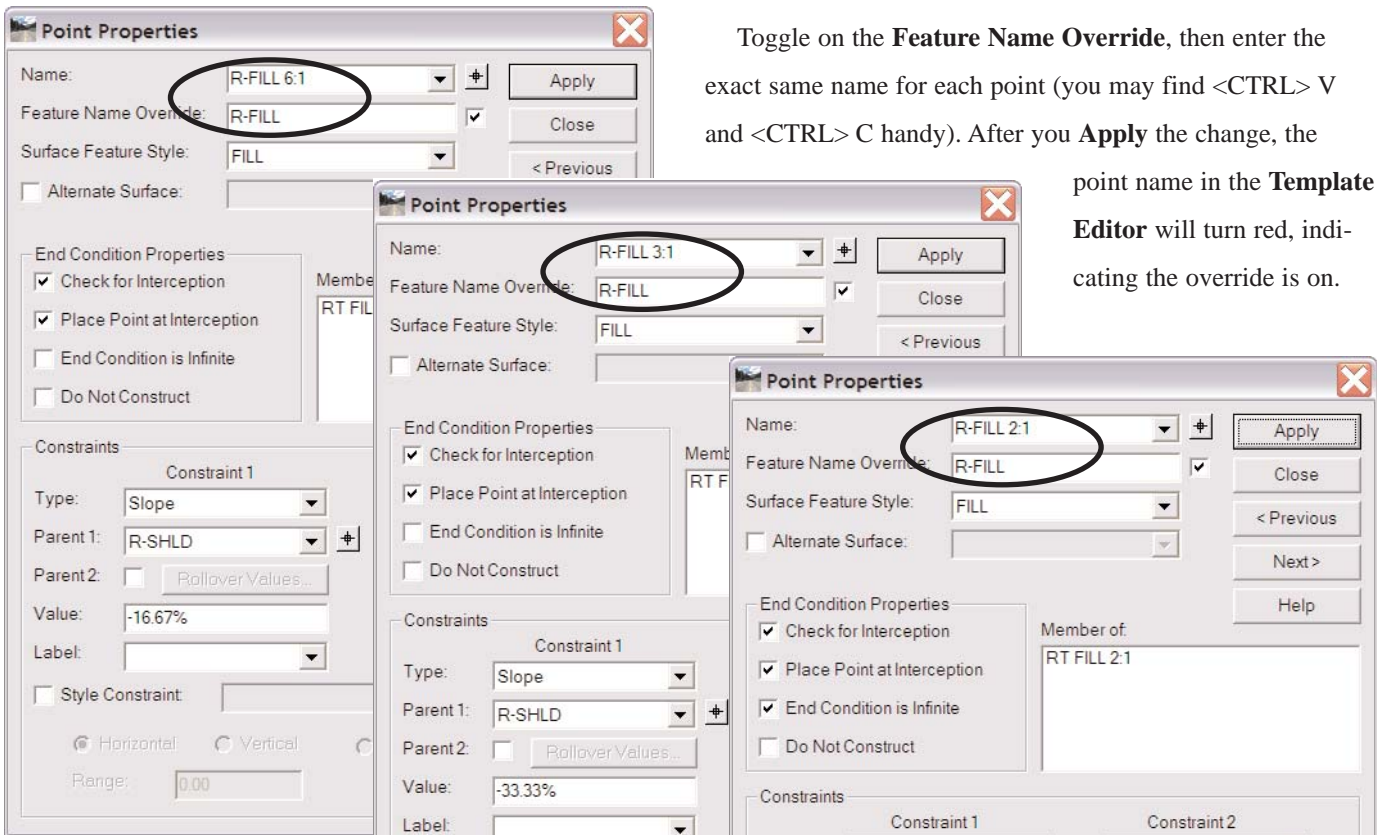 Toggle on the Feature Name Override, then enter the
exact same name for each point (you may find <CTRL> V
and <CTRL> C handy). After you Apply the change, the
point name in the Template
Editor will turn red, indi-
cating the override is on.
Point Properties
Name: R-FILL 6:1 Apply
Feature Name Override: R-FILL Close
Surface Feature Style: FILL < Previous
Alternate Surface:
End Condition Properties
Check for Interception Membe
Place Point at Interception RT FIL
End Condition is Infinite
Do Not Construct
Constraints
Constraint 1
Type: Slope
Parent 1: R-SHLD
Parent 2: Rollover Values...
Value: -16.67%
Label:
Style Constraint:
Horizontal Vertical
Range: 0.00
Point Properties
Name: R-FILL 3:1 Apply
Feature Name Override: R-FILL Close
Surface Feature Style: FILL < Previous
Alternate Surface:
End Condition Properties
Check for Interception Memb
Place Point at Interception RT F
End Condition is Infinite
Do Not Construct
Constraints
Constraint 1
Type: Slope
Parent 1: R-SHLD
Parent 2: Rollover Values...
Value: -33.33%
Label:
Point Properties
Name: R-FILL 2:1 Apply
Feature Name Override: R-FILL Close
Surface Feature Style: FILL < Previous
Alternate Surface: Next >
Help
End Condition Properties
Check for Interception Member of:
Place Point at Interception RT FILL 2:1
End Condition is Infinite
Do Not Construct
Constraints
Constraint 1 Constraint 2